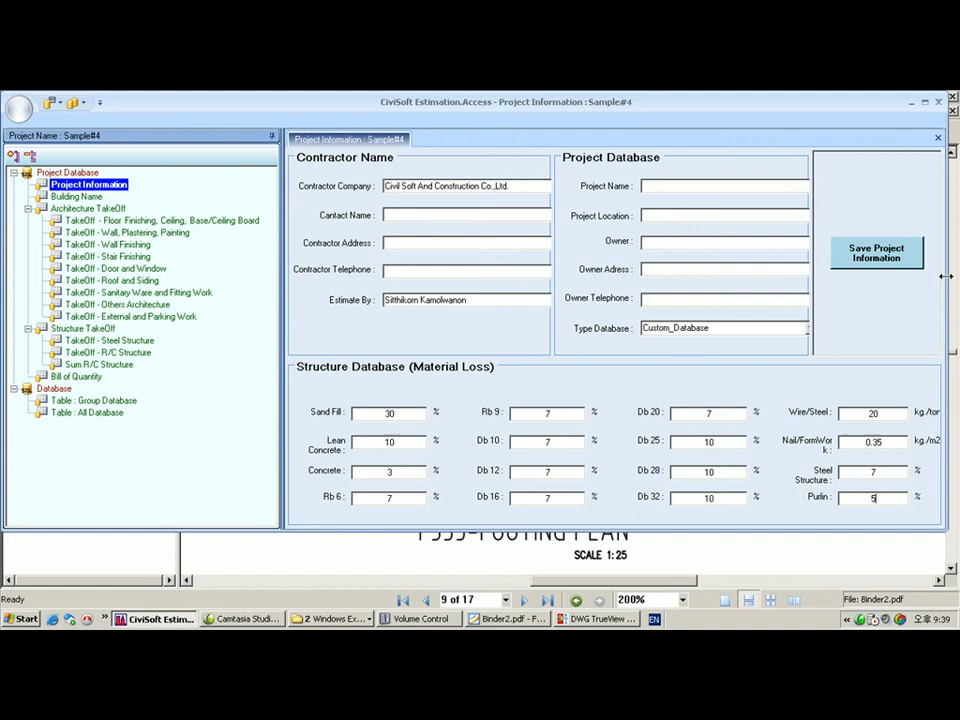 CiviSoft Estimation.Access - Project Information : Sample#4
Project Name : Sample#4
Project Database
Project Information
Building Name
Architecture TakeOff
TakeOff - Floor Finishing, Ceiling, Base/Ceiling Board
TakeOff - Wall, Plastering, Painting
TakeOff - Wall Finishing
TakeOff - Stair Finishing
TakeOff - Door and Window
TakeOff - Roof and Siding
TakeOff - Sanitary Ware and Fitting Work
TakeOff - Others Architecture
TakeOff - External and Parking Work
Structure TakeOff
TakeOff - Steel Structure
TakeOff - R/C Structure
Sum R/C Structure
Bill of Quantity
Database
Table : Group Database
Table : All Database
Project Information : Sample#4
Contractor Name
Contractor Company : Civil Soft And Construction Co.,Ltd.
Cantact Name :
Contractor Address :
Contractor Telephone :
Estimate By : Sitthikorn Kamolwanon
Project Database
Project Name :
Project Location :
Owner :
Owner Adress :
Owner Telephone :
Type Database : Custom_Database
Save Project
Information
Structure Database (Material Loss)
Sand Fill : 30 % Rb 9 : 7 % Db 20 : 7 % Wire/Steel : 20 kg./ton
Lean
Concrete : 10 % Db 10 : 7 % Db 25 : 10 % Nail/FormWor
k : 0.35 kg./m2
Concrete : 3 % Db 12 : 7 % Db 28 : 10 % Steel
Structure : 7 %
Rb 6 : 7 % Db 16 : 7 % Db 32 : 10 % Purlin : 5 %
SCALE 1:25
Ready
9 of 17
200%
File: Binder2.pdf
Start
CiviSoft Estim...
Camtasia Studi...
2 Windows Ex...
Volume Control
Binder2.pdf - F...
DWG TrueView ...
EN
오후 9:39